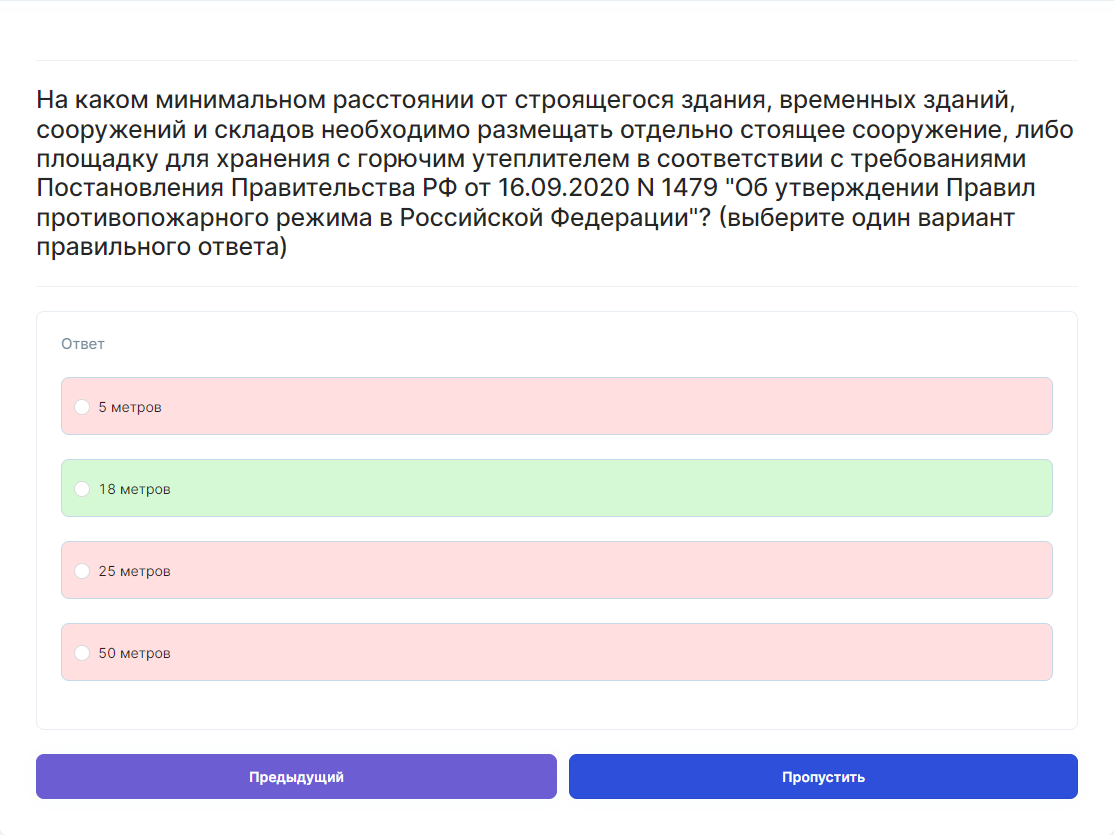 На каком минимальном расстоянии от строящегося здания, временных зданий,
сооружений и складов необходимо размещать отдельно стоящее сооружение, либо
площадку для хранения с горючим утеплителем в соответствии с требованиями
Постановления Правительства РФ от 16.09.2020 N 1479 "Об утверждении Правил
противопожарного режима в Российской Федерации"? (выберите один вариант
правильного ответа)
Ответ
5 метров
18 метров
25 метров
50 метров
Предыдущий
Пропустить